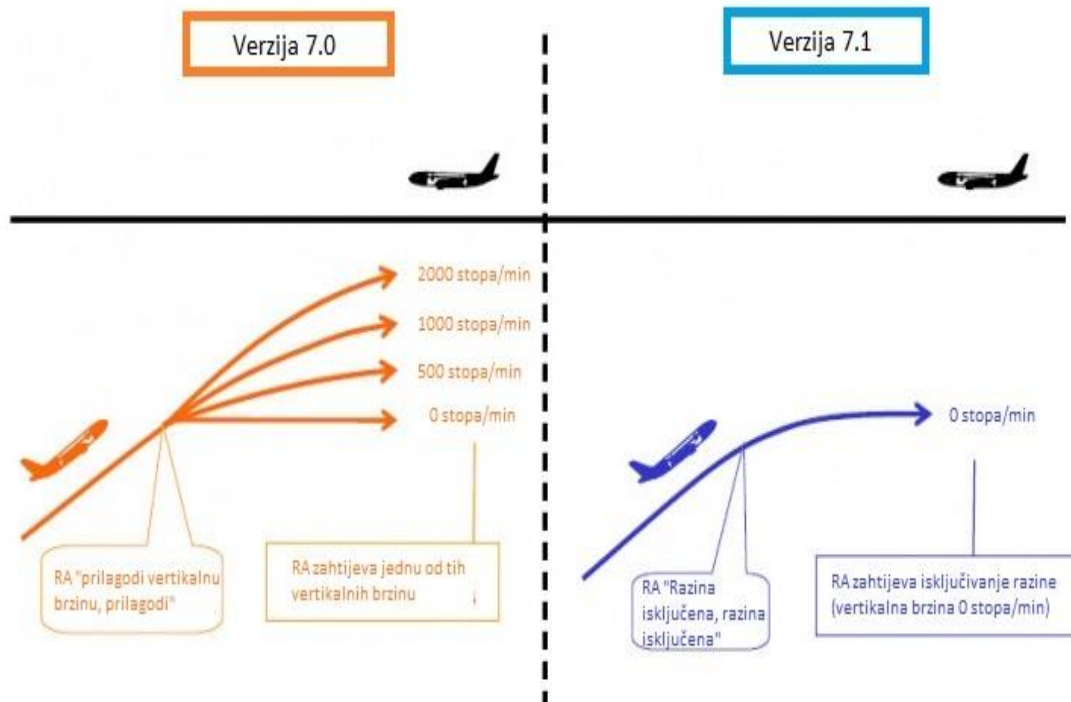 Verzija 7.0
2000 stopa/min
1000 stopa/min
500 stopa/min
0 stopa/min
RA "prilagodi vertikalnu
brzinu, prilagodi"
RA zahtijeva jednu od tih
vertikalnih brzinu
Verzija 7.1
0 stopa/min
RA "Razina
isključena, razina
isključena"
RA zahtijeva isključivanje razine
(vertikalna brzina 0 stopa/min)